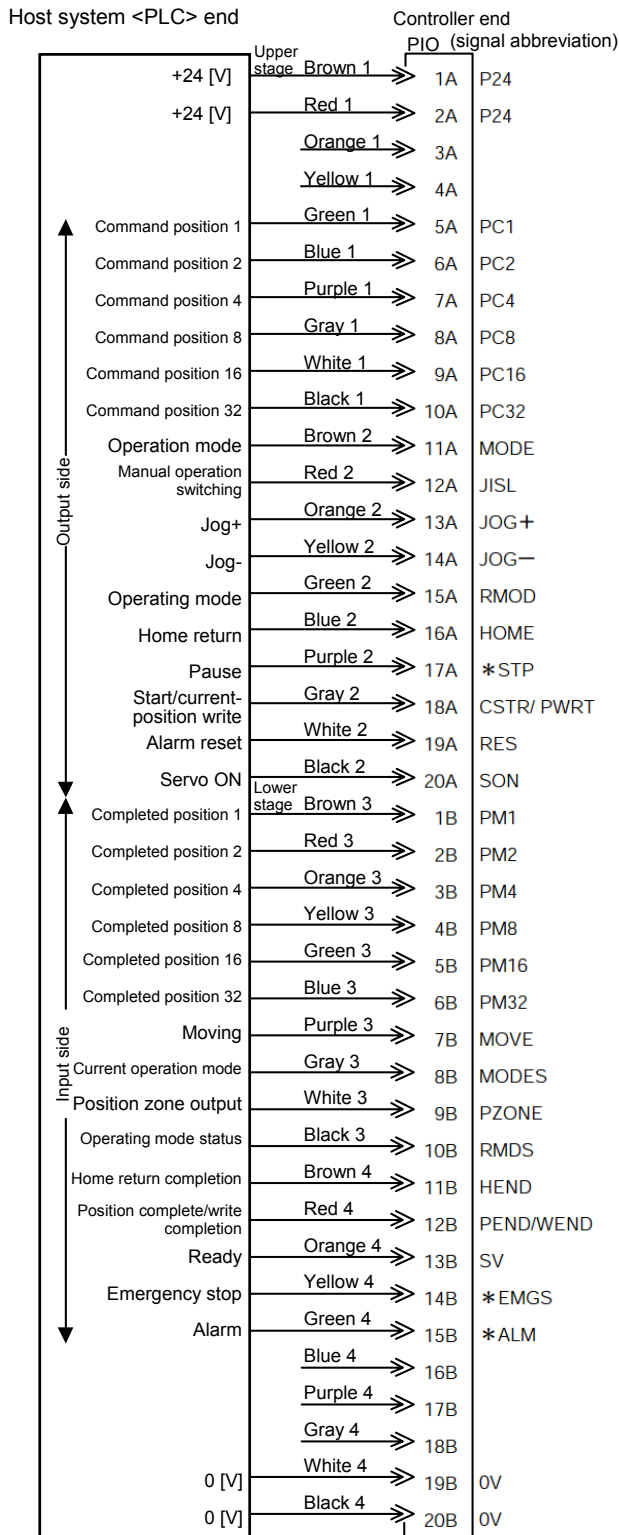 Host system <PLC> end
Controller end
PIO (signal abbreviation)
Upper
stage
+24 [V] Brown 1 1A P24
+24 [V] Red 1 2A P24
Orange 1 3A
Yellow 1 4A
Output side
Command position 1 Green 1 5A PC1
Command position 2 Blue 1 6A PC2
Command position 4 Purple 1 7A PC4
Command position 8 Gray 1 8A PC8
Command position 16 White 1 9A PC16
Command position 32 Black 1 10A PC32
Operation mode Brown 2 11A MODE
Manual operation
switching Red 2 12A JISL
Jog+ Orange 2 13A JOG+
Jog- Yellow 2 14A JOG−
Operating mode Green 2 15A RMOD
Home return Blue 2 16A HOME
Pause Purple 2 17A *STP
Start/current-
position write Gray 2 18A CSTR/ PWRT
Alarm reset White 2 19A RES
Servo ON Black 2 20A SON
Lower
stage
Input side
Completed position 1 Brown 3 1B PM1
Completed position 2 Red 3 2B PM2
Completed position 4 Orange 3 3B PM4
Completed position 8 Yellow 3 4B PM8
Completed position 16 Green 3 5B PM16
Completed position 32 Blue 3 6B PM32
Moving Purple 3 7B MOVE
Current operation mode Gray 3 8B MODES
Position zone output White 3 9B PZONE
Operating mode status Black 3 10B RMDS
Home return completion Brown 4 11B HEND
Position complete/write
completion Red 4 12B PEND/WEND
Ready Orange 4 13B SV
Emergency stop Yellow 4 14B *EMGS
Alarm Green 4 15B *ALM
Blue 4 16B
Purple 4 17B
Gray 4 18B
0 [V] White 4 19B 0V
0 [V] Black 4 20B 0V